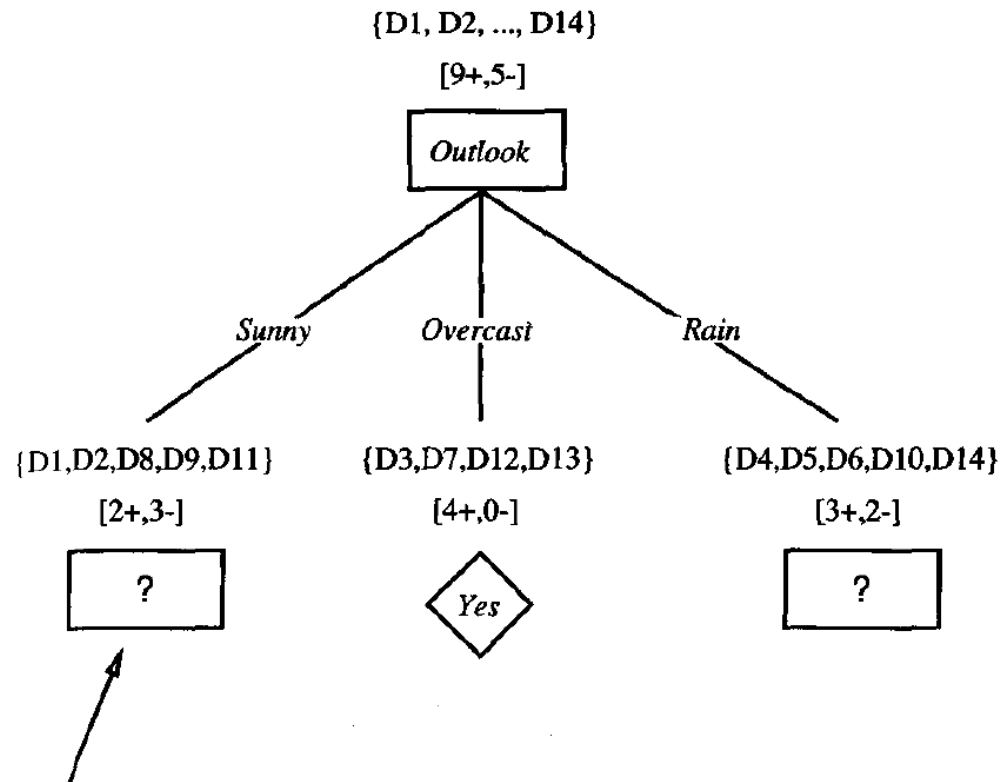 {D1, D2, ..., D14}
[9+,5-]
Outlook
Sunny
Overcast
Rain
{D1,D2,D8,D9,D11}
{D3,D7,D12,D13}
{D4,D5,D6,D10,D14}
[2+,3-]
[4+,0-]
[3+,2-]
?
Yes
?